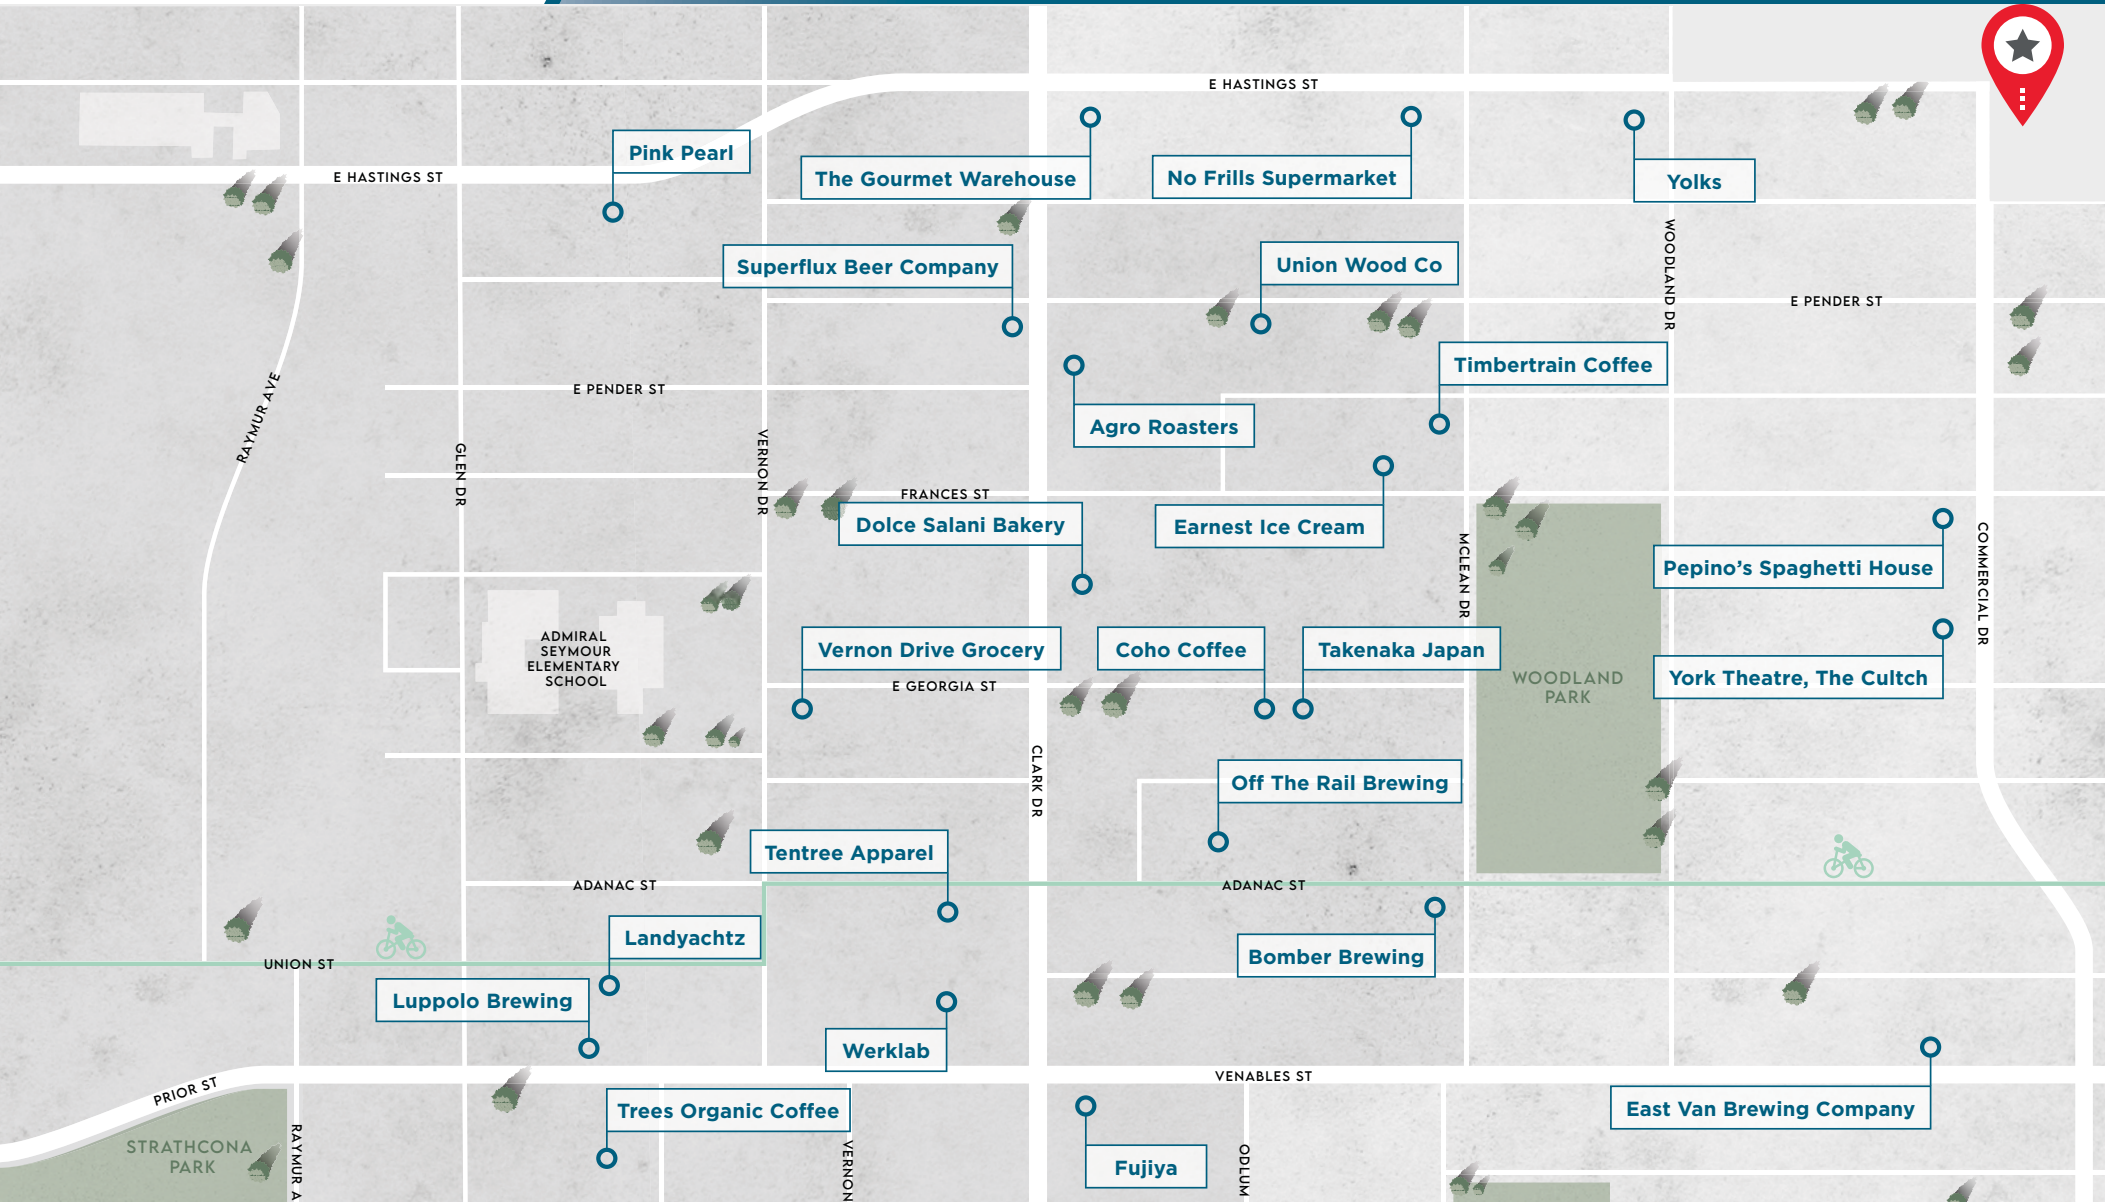 E HASTINGS ST
Pink Pearl
The Gourmet Warehouse
No Frills Supermarket
Yolks
E HASTINGS ST
Superflux Beer Company
Union Wood Co
WOODLAND DR
E PENDER ST
Timbertrain Coffee
RAYMUR AVE
E PENDER ST
Agro Roasters
GLEN DR
VERNON DR
FRANCES ST
Dolce Salani Bakery
Earnest Ice Cream
MCLEAN DR
COMMERCIAL DR
Pepino’s Spaghetti House
ADMIRAL
SEYMOUR
ELEMENTARY
SCHOOL
Vernon Drive Grocery
Coho Coffee
Takenaka Japan
WOODLAND
PARK
York Theatre, The Cultch
E GEORGIA ST
CLARK DR
Off The Rail Brewing
Tentree Apparel
ADANAC ST
ADANAC ST
Landyachtz
Bomber Brewing
UNION ST
Luppolo Brewing
Werklab
VENABLES ST
PRIOR ST
Trees Organic Coffee
East Van Brewing Company
STRATHCONA
PARK
RAYMUR A
VERNON
Fujiya
ODLUM